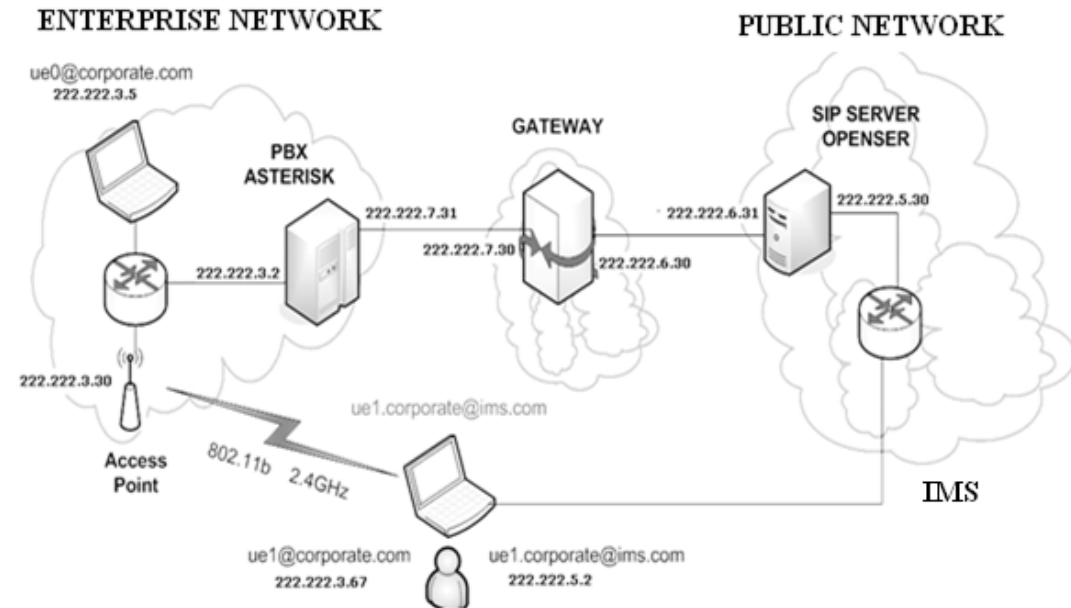 ENTERPRISE NETWORK
PUBLIC NETWORK
ue0@corporate.com
222.222.3.5
PBX
ASTERISK
GATEWAY
SIP SERVER
OPENSER
222.222.7.31
222.222.7.30
222.222.6.31
222.222.6.30
222.222.5.30
222.222.3.2
222.222.3.30
Access
Point
802.11b 2.4GHz
ue1.corporate@ims.com
IMS
ue1@corporate.com
222.222.3.67
ue1.corporate@ims.com
222.222.5.2